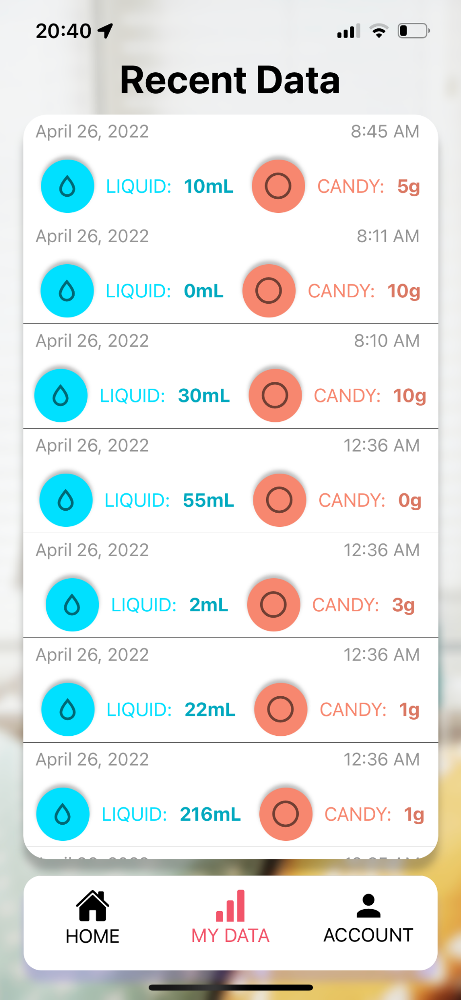 20:40
Recent Data
April 26, 2022 8:45 AM
LIQUID: 10mL CANDY: 5g
April 26, 2022 8:11 AM
LIQUID: 0mL CANDY: 10g
April 26, 2022 8:10 AM
LIQUID: 30mL CANDY: 10g
April 26, 2022 12:36 AM
LIQUID: 55mL CANDY: 0g
April 26, 2022 12:36 AM
LIQUID: 2mL CANDY: 3g
April 26, 2022 12:36 AM
LIQUID: 22mL CANDY: 1g
April 26, 2022 12:36 AM
LIQUID: 216mL CANDY: 1g
HOME MY DATA ACCOUNT